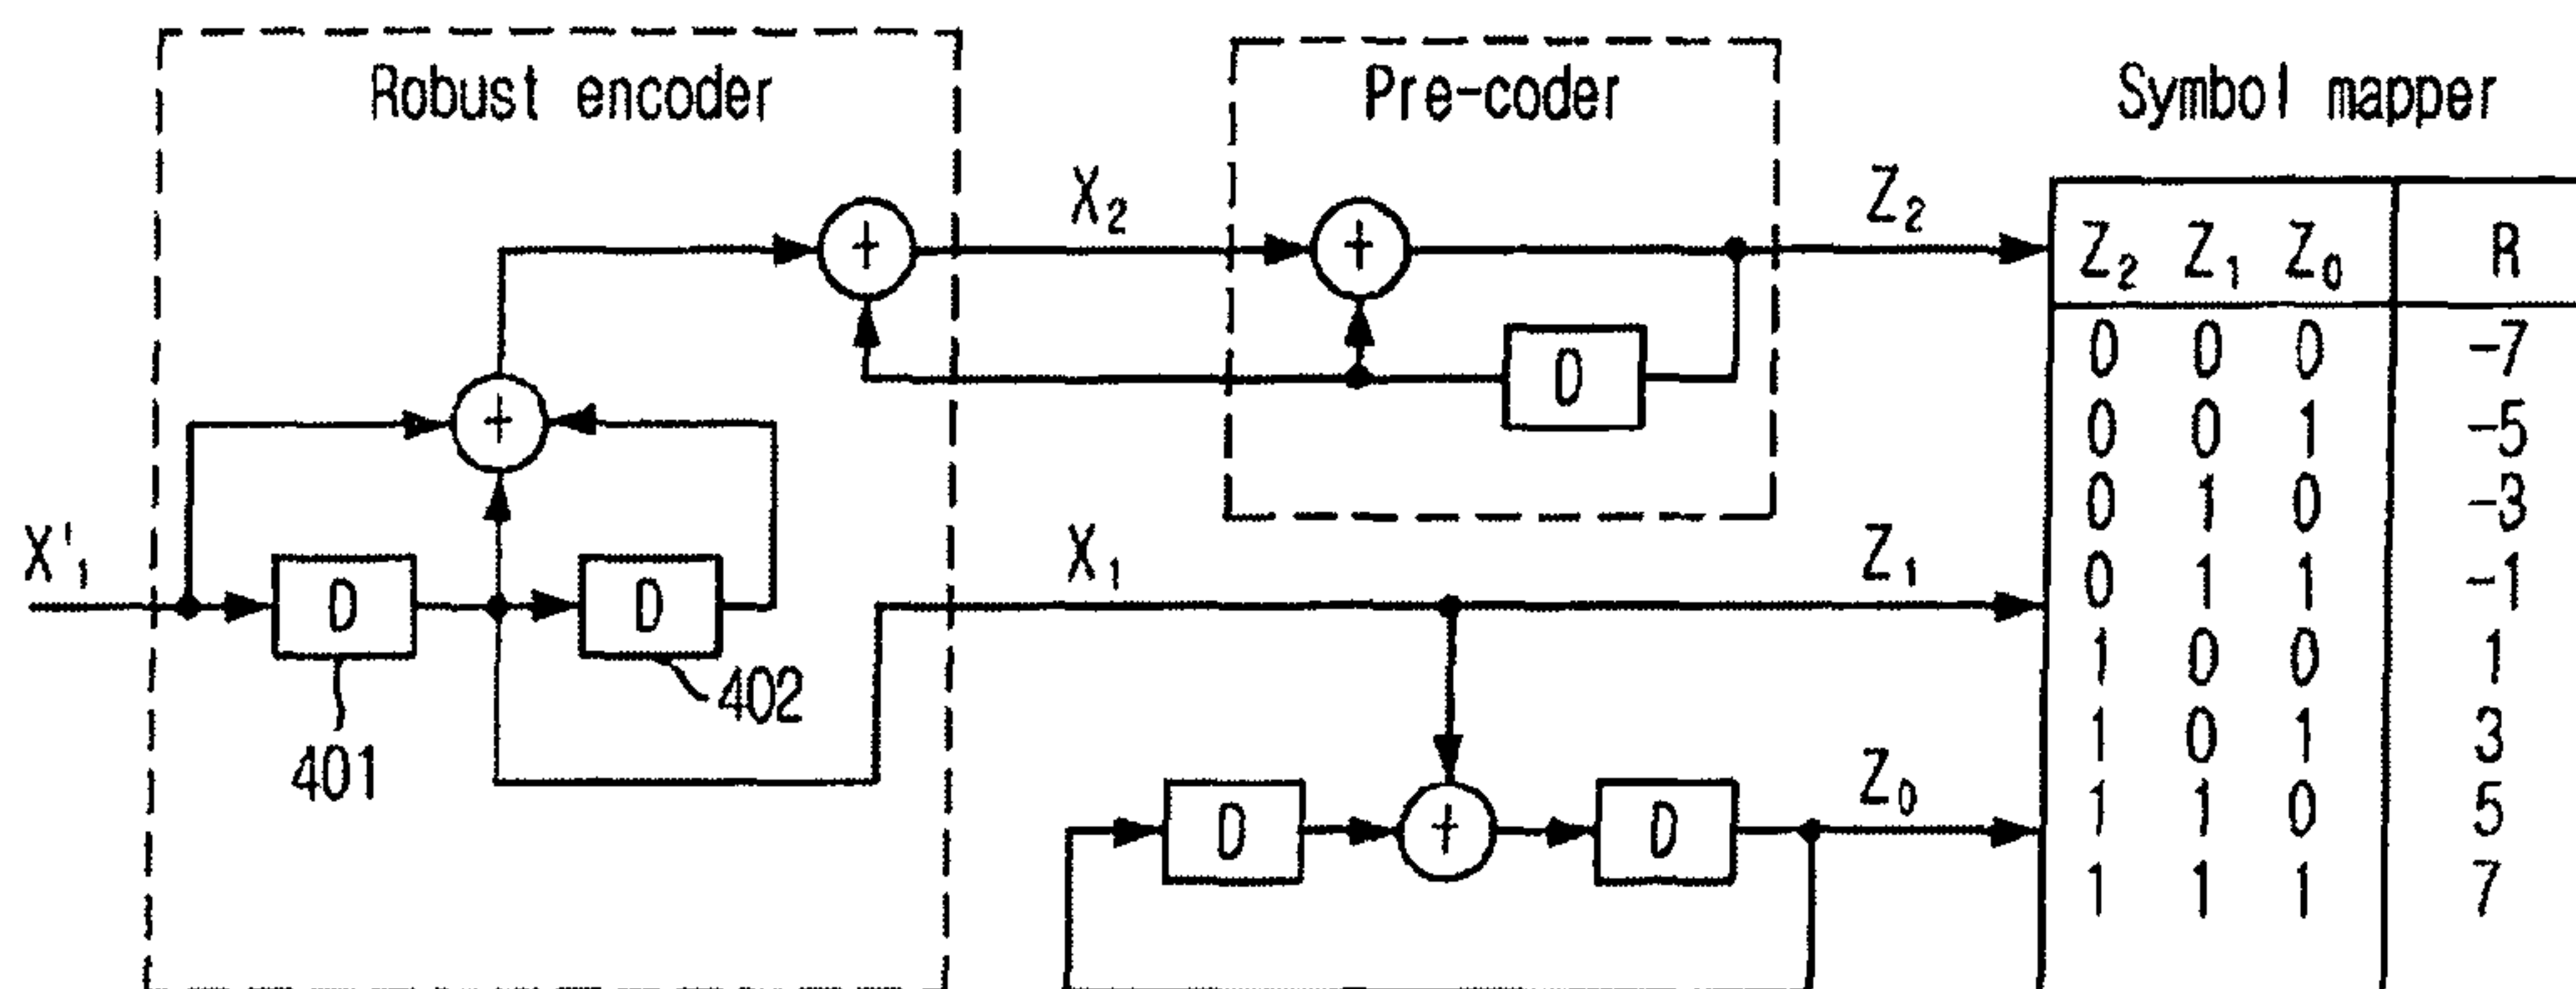 Robust encoder
Pre-coder
Symbol mapper
X₂
Z₂
Z₂ Z₁ Z₀ R
+
+
0 0 0 -7
D
0 0 1 -5
+
0 1 0 -3
X'₁
X₁
Z₁
0 1 1 -1
D
D
1 0 0 1
402
401
1 0 1 3
Z₀
D
+
D
1 1 0 5
1 1 1 7